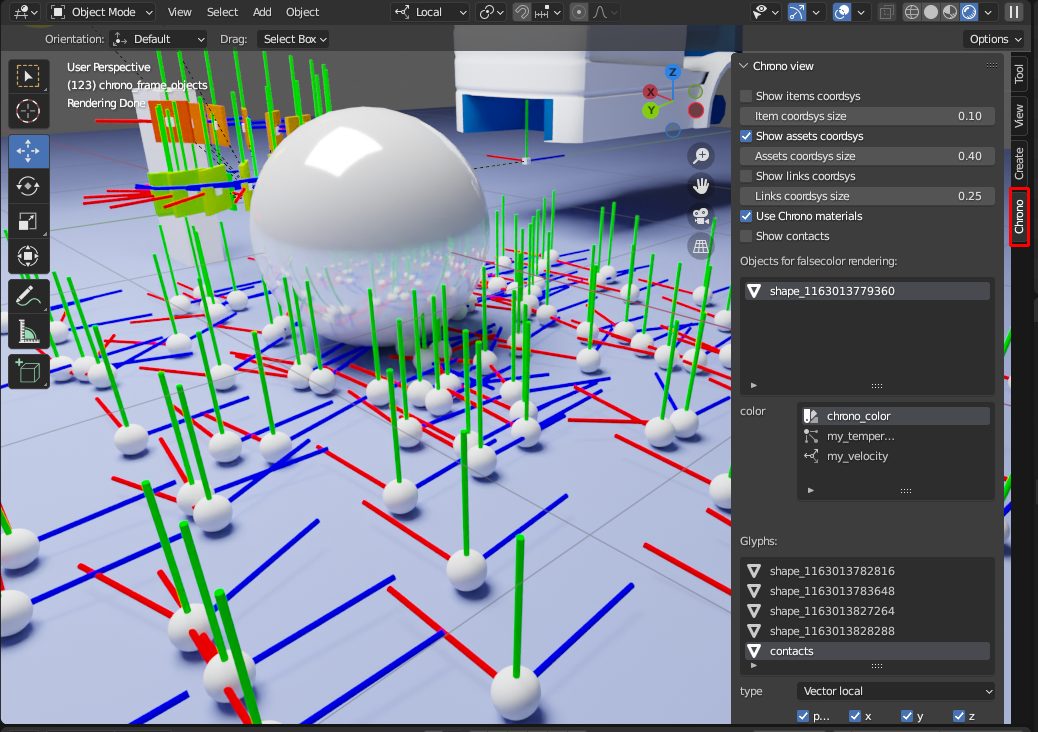 Object Mode View Select Add Object Local
Orientation: Default Drag: Select Box Options
User Perspective
(123) chrono_frame_objects
Rendering Done
Z
X
Y
Tool
View
Create
Chrono
Chrono view
Show items coordsys
Item coordsys size 0.10
Show assets coordsys
Assets coordsys size 0.40
Show links coordsys
Links coordsys size 0.25
Use Chrono materials
Show contacts
Objects for falsecolor rendering:
shape_1163013779360
color
chrono_color
my_temper...
my_velocity
Glyphs:
shape_1163013782816
shape_1163013783648
shape_1163013827264
shape_1163013828288
contacts
type Vector local
p... x y z